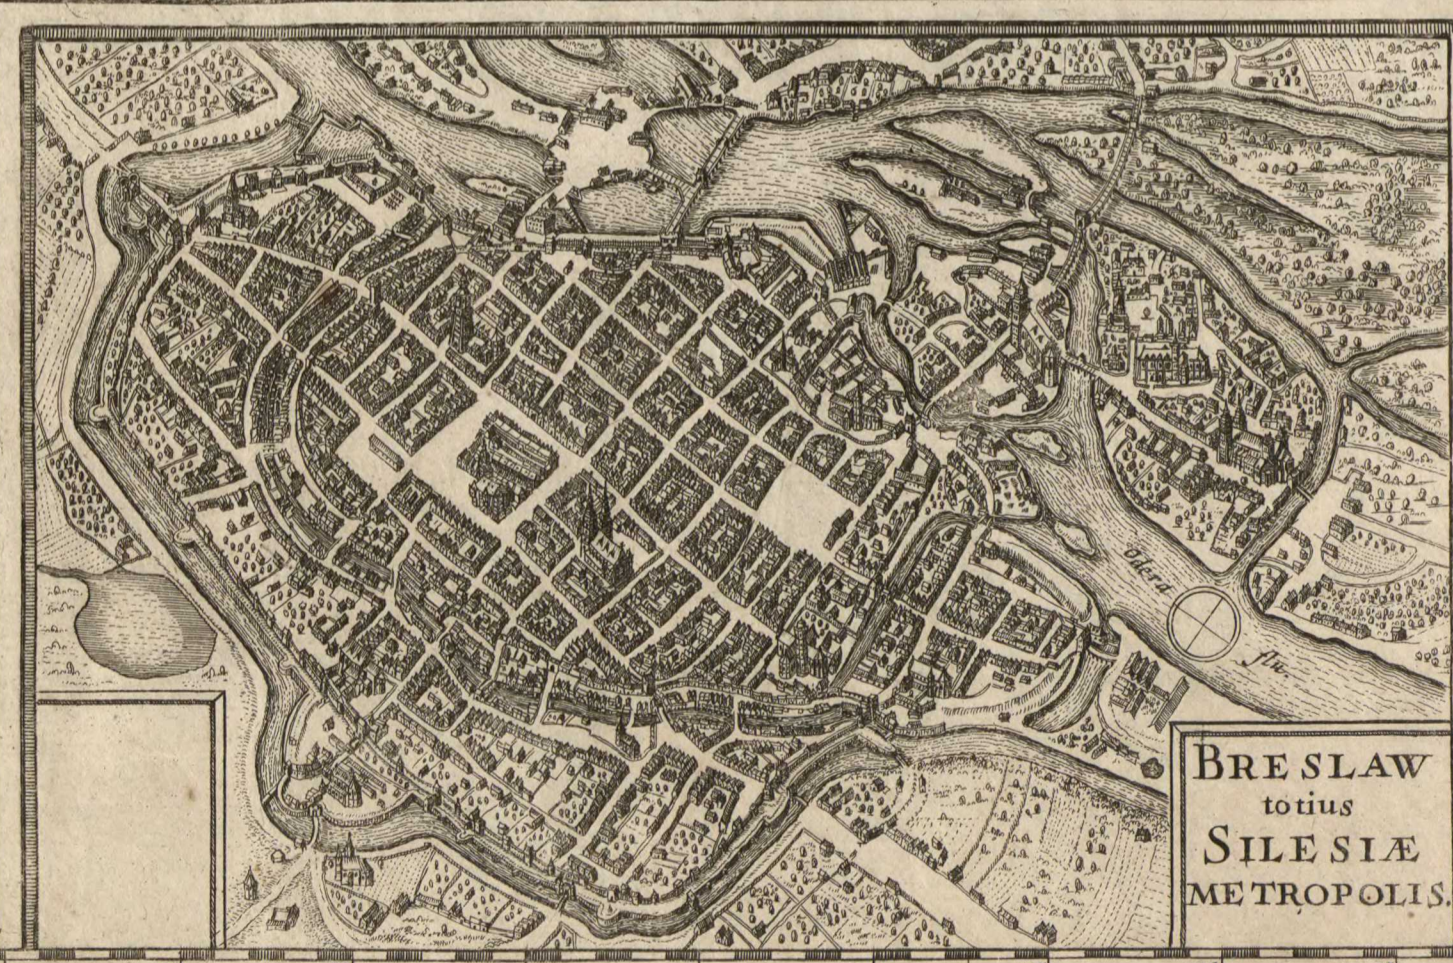 Odera
flu.
BRESLAW
totius
SILESIÆ
METROPOLIS.